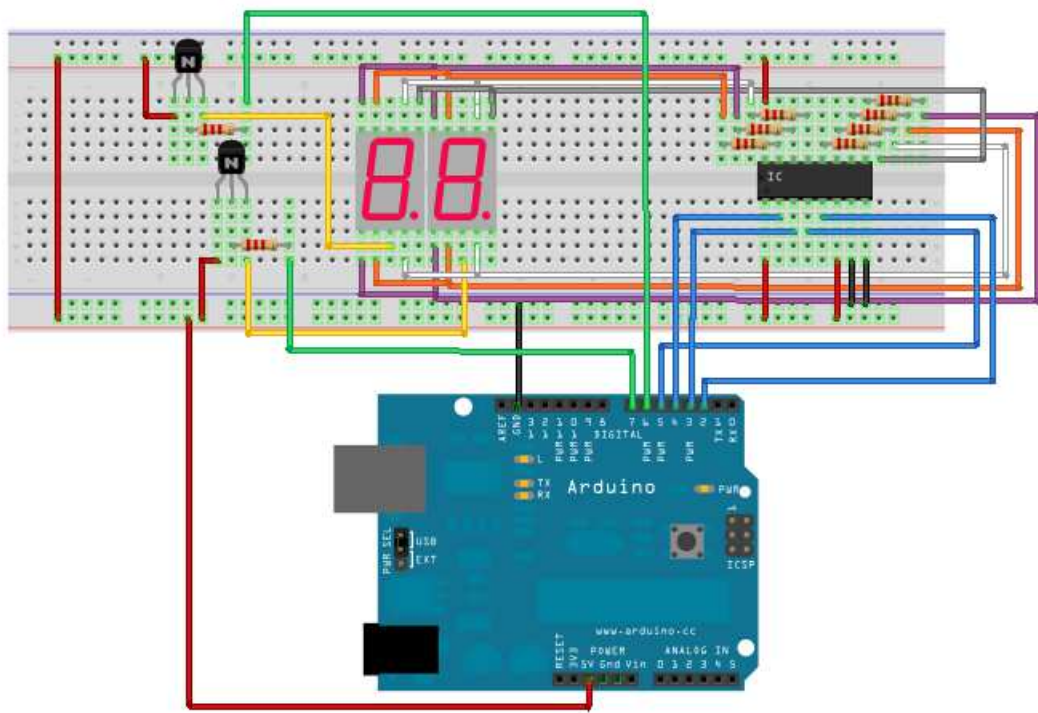 N
N
8.8.
IC
AREF
GND
13
12
11
10
9
8
7
6
5
4
3
2
1
0
PWM
PWM
PWM
PWM
PWM
PWM
TX
RX
DIGITAL
L
TX
RX
Arduino
PWR
PWR SEL
USB
EXT
1
ICSP
www.arduino.cc
POWER
ANALOG IN
RESET
3V3
5V
Gnd
Vin
0 1 2 3 4 5